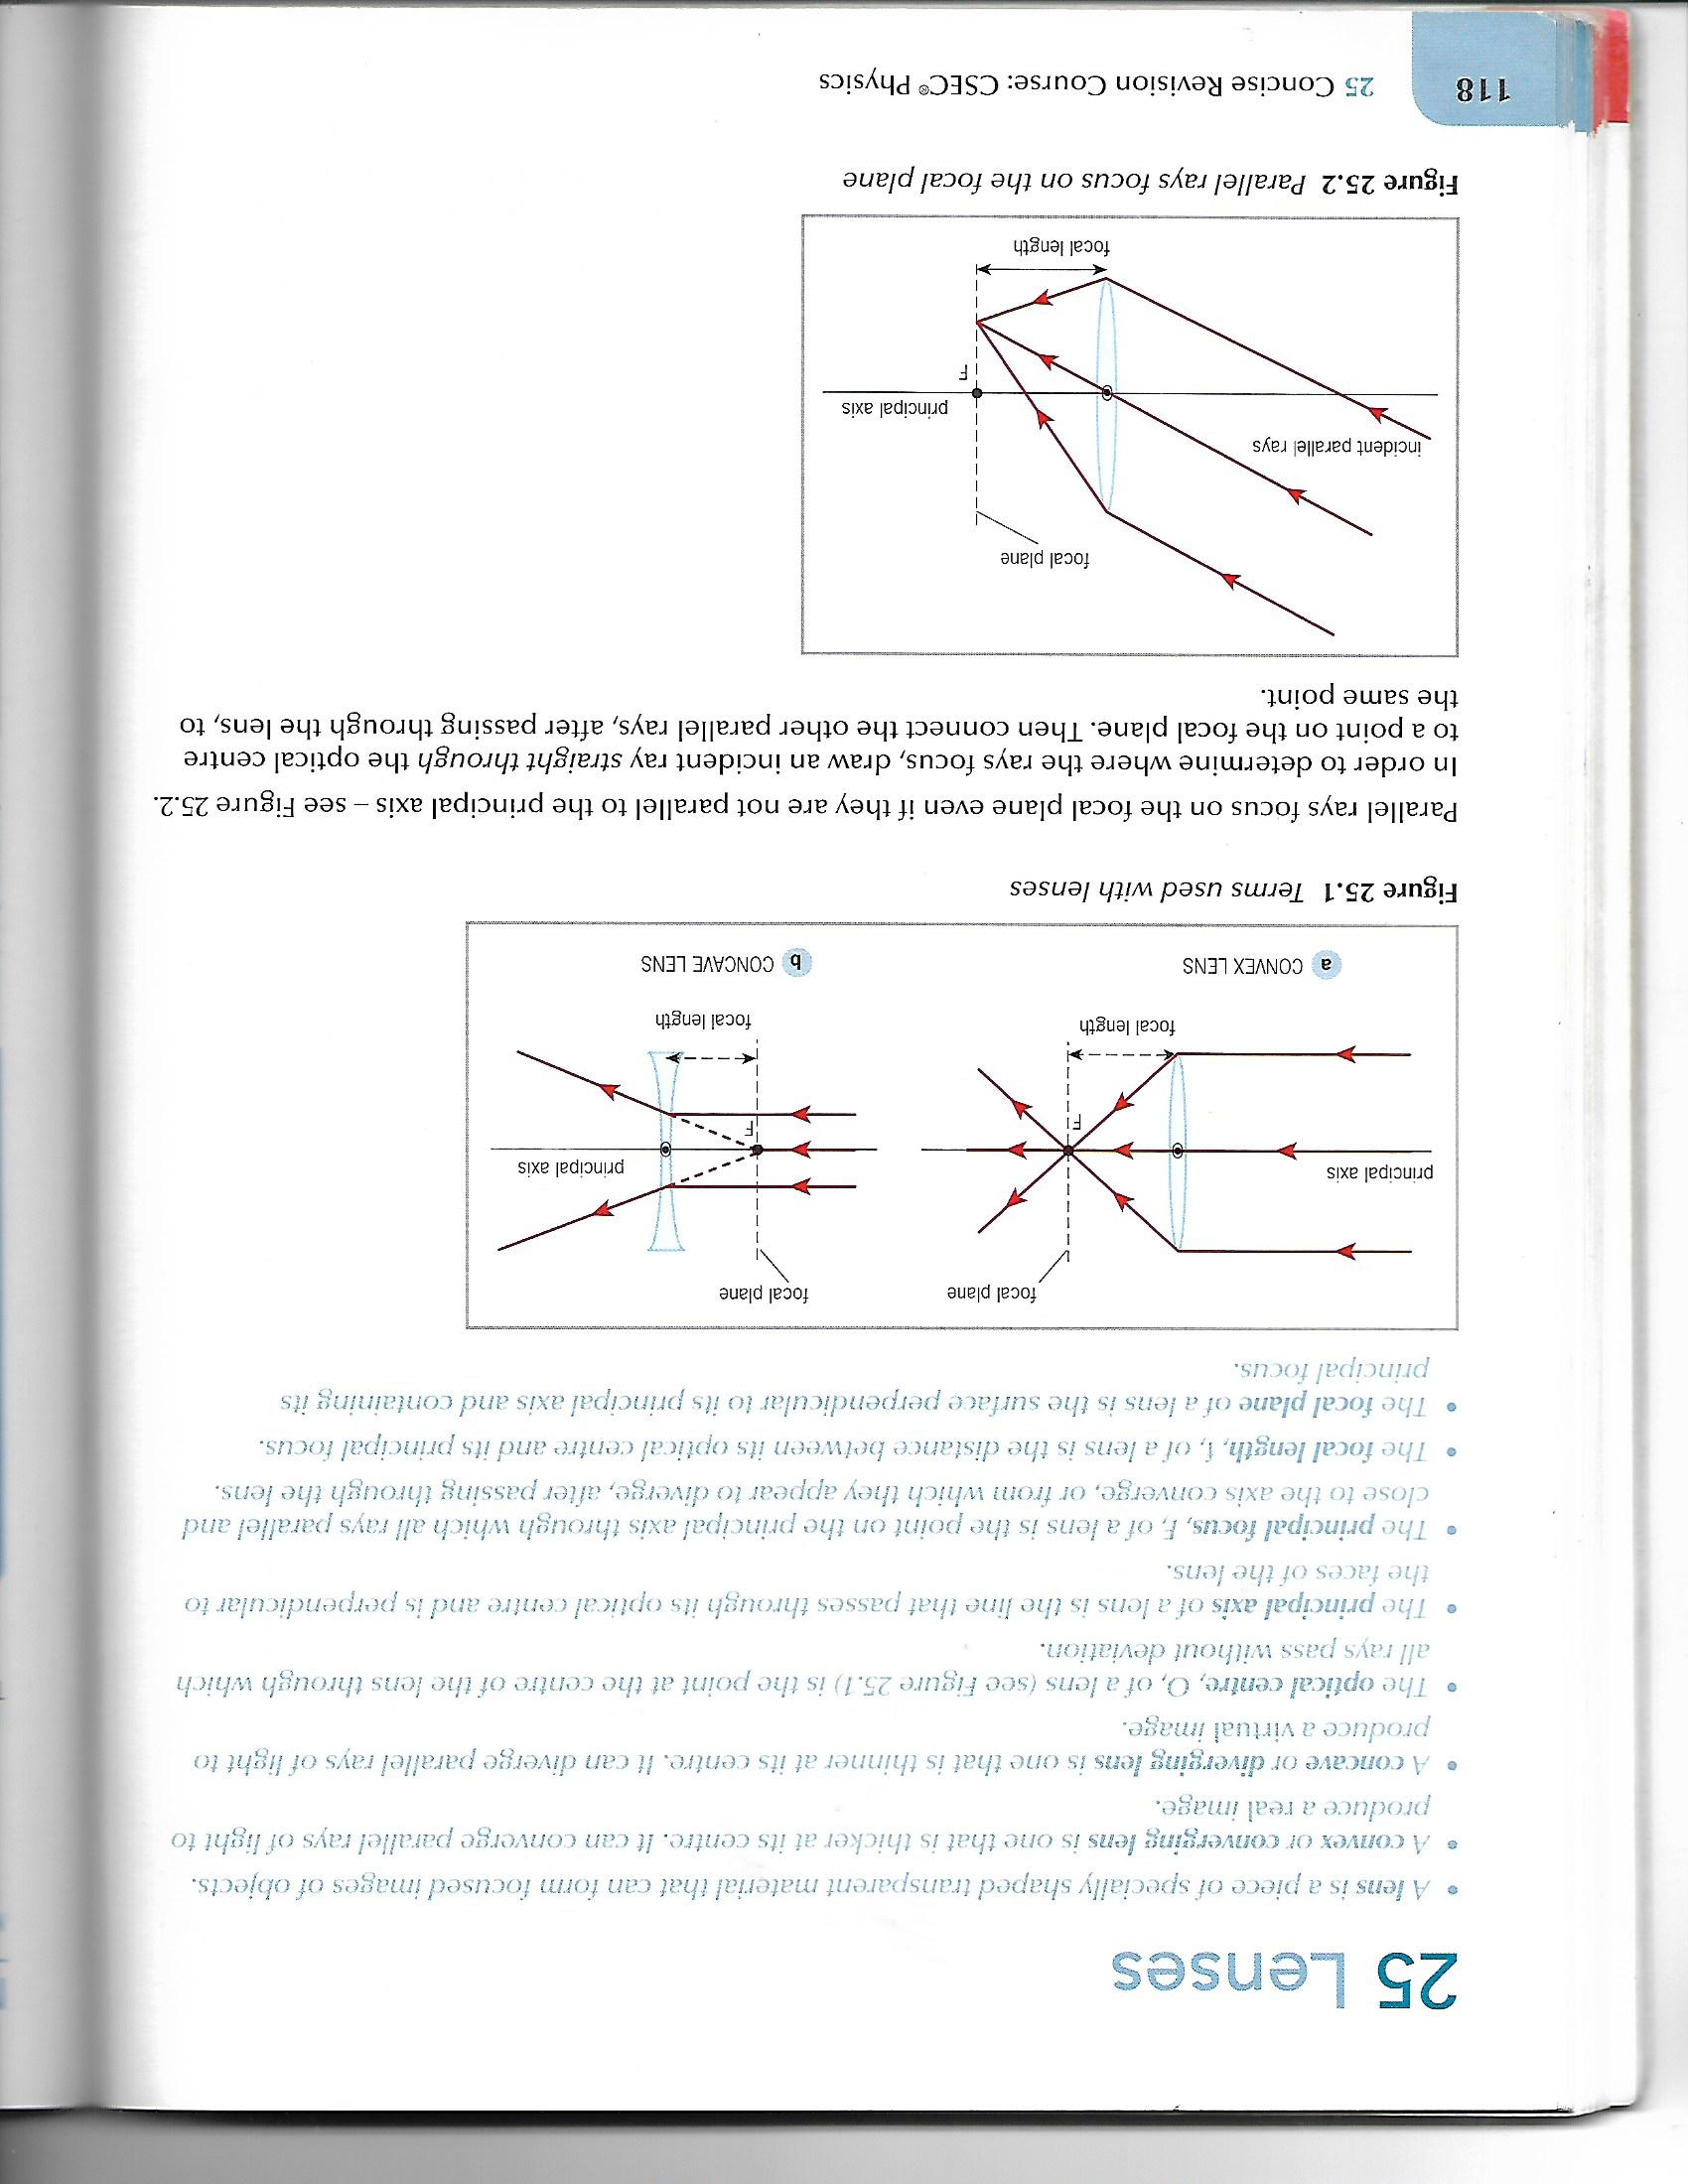 25 Lenses
• A lens is a piece of specially shaped transparent material that can form focused images of objects.
• A convex or converging lens is one that is thicker at its centre. It can converge parallel rays of light to
produce a real image.
• A concave or diverging lens is one that is thinner at its centre. It can diverge parallel rays of light to
produce a virtual image.
• The optical centre, O, of a lens (see Figure 25.1) is the point at the centre of the lens through which
all rays pass without deviation.
• The principal axis of a lens is the line that passes through its optical centre and is perpendicular to
the faces of the lens.
• The principal focus, F, of a lens is the point on the principal axis through which all rays parallel and
close to the axis converge, or from which they appear to diverge, after passing through the lens.
• The focal length, f, of a lens is the distance between its optical centre and its principal focus.
• The focal plane of a lens is the surface perpendicular to its principal axis and containing its
principal focus.
focal plane
focal plane
principal axis
principal axis
F
F
focal length
focal length
a CONVEX LENS
b CONCAVE LENS
Figure 25.1 Terms used with lenses
Parallel rays focus on the focal plane even if they are not parallel to the principal axis – see Figure 25.2.
In order to determine where the rays focus, draw an incident ray straight through the optical centre
to a point on the focal plane. Then connect the other parallel rays, after passing through the lens, to
the same point.
focal plane
incident parallel rays
principal axis
F
focal length
Figure 25.2 Parallel rays focus on the focal plane
118
25 Concise Revision Course: CSEC® Physics